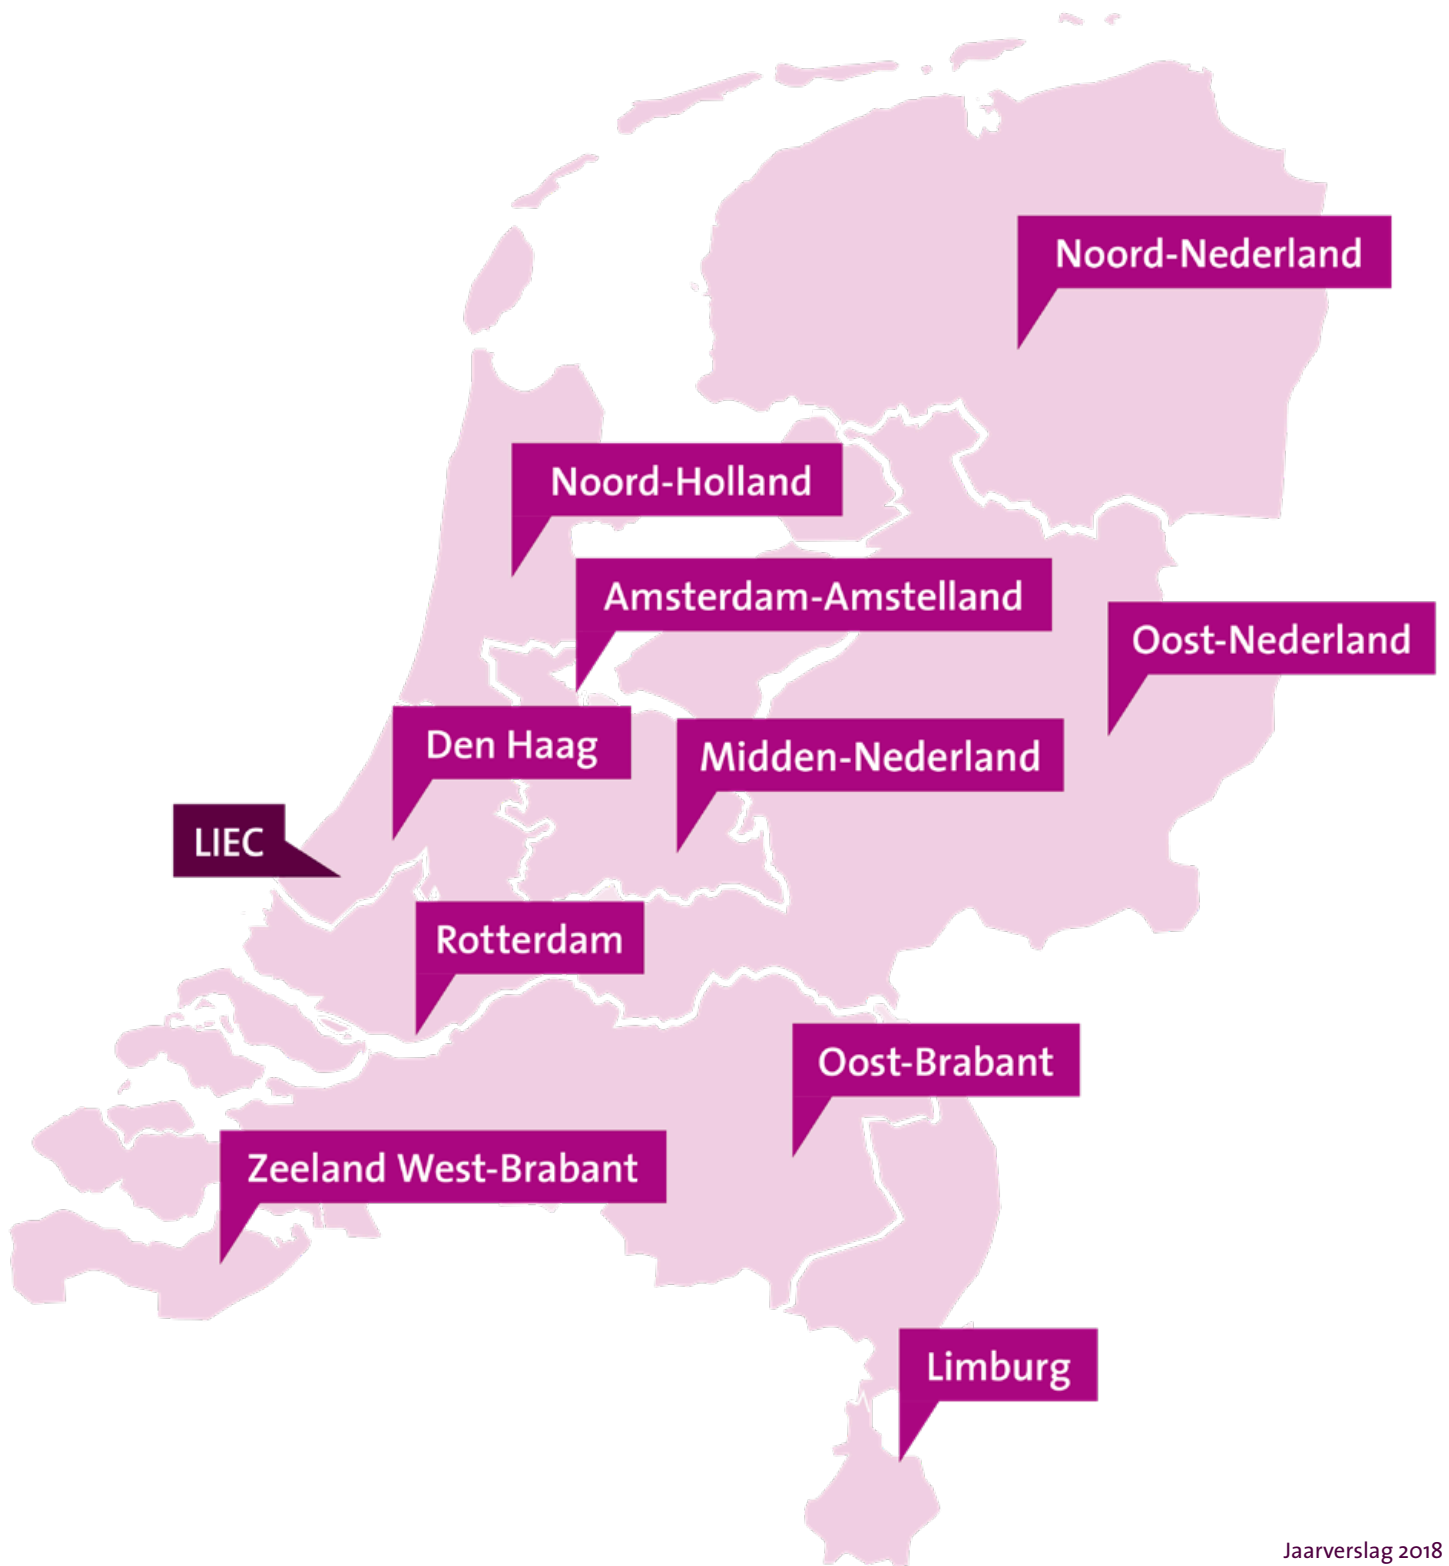 Noord-Nederland
Noord-Holland
Amsterdam-Amstelland
Oost-Nederland
Den Haag
Midden-Nederland
LIEC
Rotterdam
Oost-Brabant
Zeeland West-Brabant
Limburg
Jaarverslag 2018